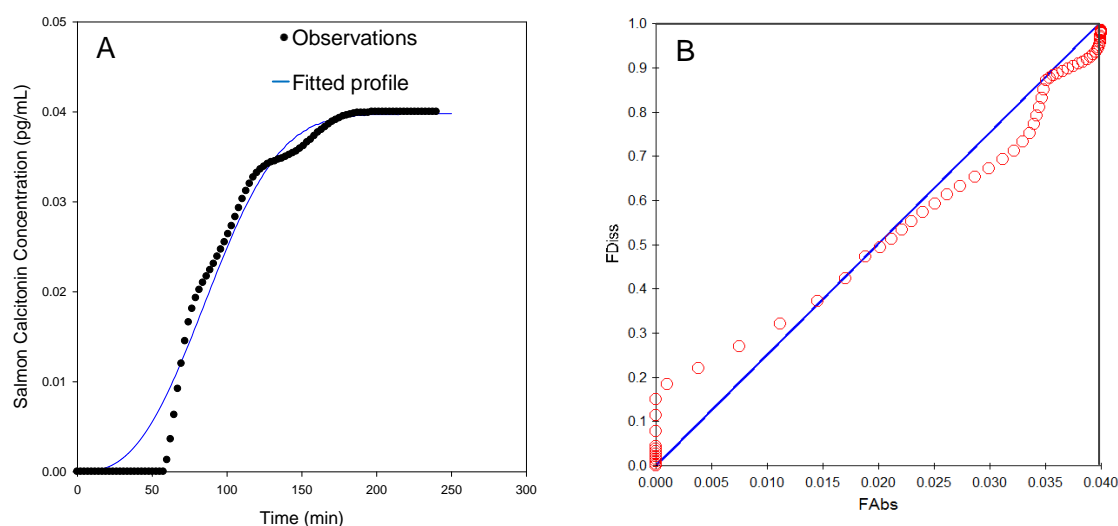 A
Observations
Fitted profile
0.05
0.04
0.03
0.02
0.01
0.00
Salmon Calcitonin Concentration (pg/mL)
0 50 100 150 200 250 300
Time (min)
B
1.0
0.9
0.8
0.7
0.6
0.5
0.4
0.3
0.2
0.1
0.0
FDiss
0.000 0.005 0.010 0.015 0.020 0.025 0.030 0.035 0.040
FAbs